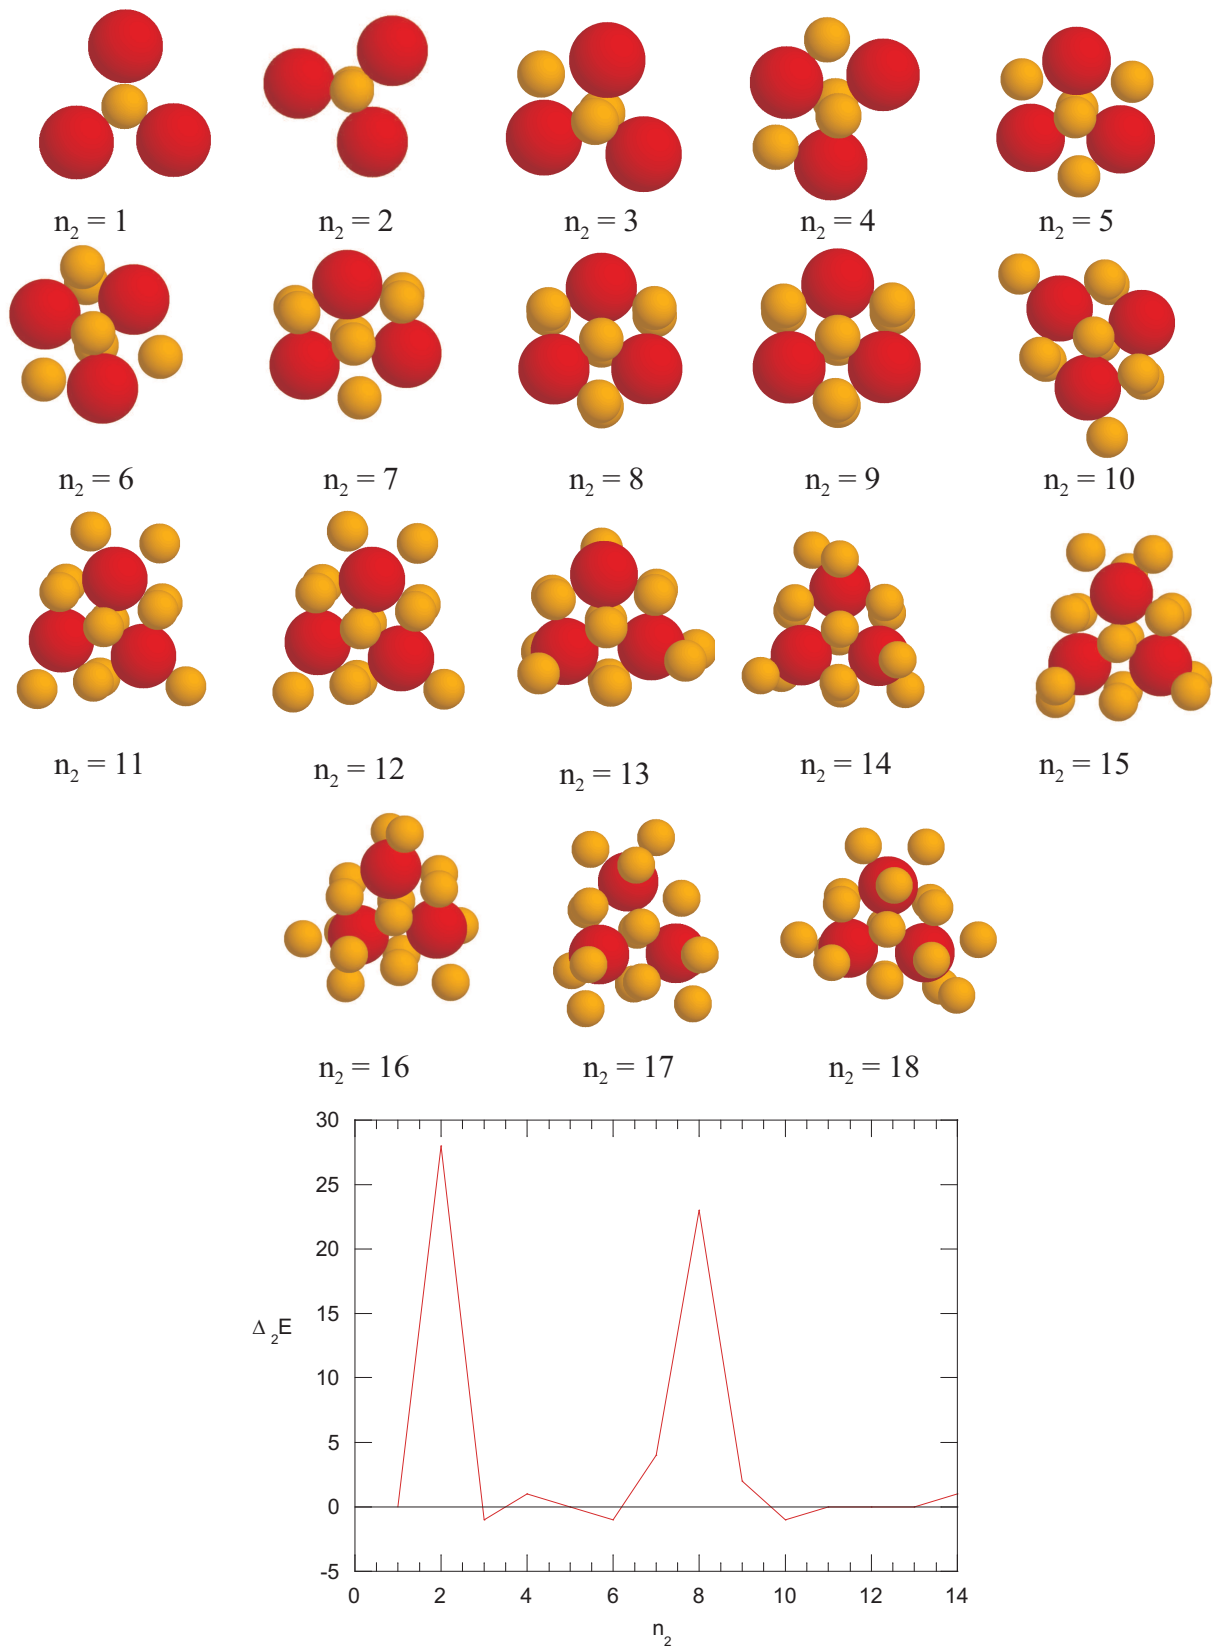 n₂ = 1
n₂ = 2
n₂ = 3
n₂ = 4
n₂ = 5
n₂ = 6
n₂ = 7
n₂ = 8
n₂ = 9
n₂ = 10
n₂ = 11
n₂ = 12
n₂ = 13
n₂ = 14
n₂ = 15
n₂ = 16
n₂ = 17
n₂ = 18
30
25
20
15
10
5
0
-5
Δ₂E
0 2 4 6 8 10 12 14
n₂